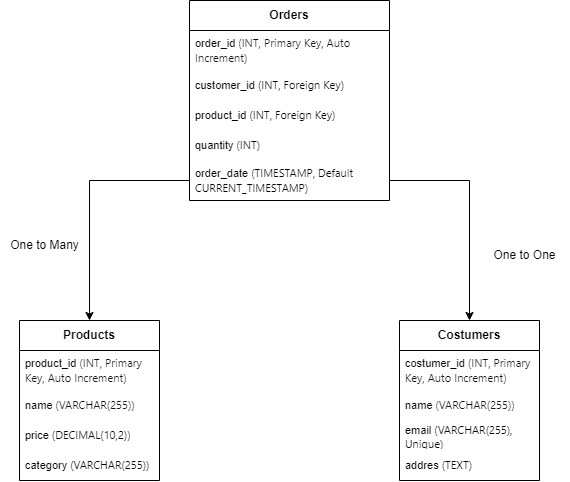 Orders
order_id (INT, Primary Key, Auto
Increment)
customer_id (INT, Foreign Key)
product_id (INT, Foreign Key)
quantity (INT)
order_date (TIMESTAMP, Default
CURRENT_TIMESTAMP)
One to Many
One to One
Products
product_id (INT, Primary
Key, Auto Increment)
name (VARCHAR(255))
price (DECIMAL(10,2))
category (VARCHAR(255))
Costumers
costumer_id (INT, Primary
Key, Auto Increment)
name (VARCHAR(255))
email (VARCHAR(255),
Unique)
addres (TEXT)